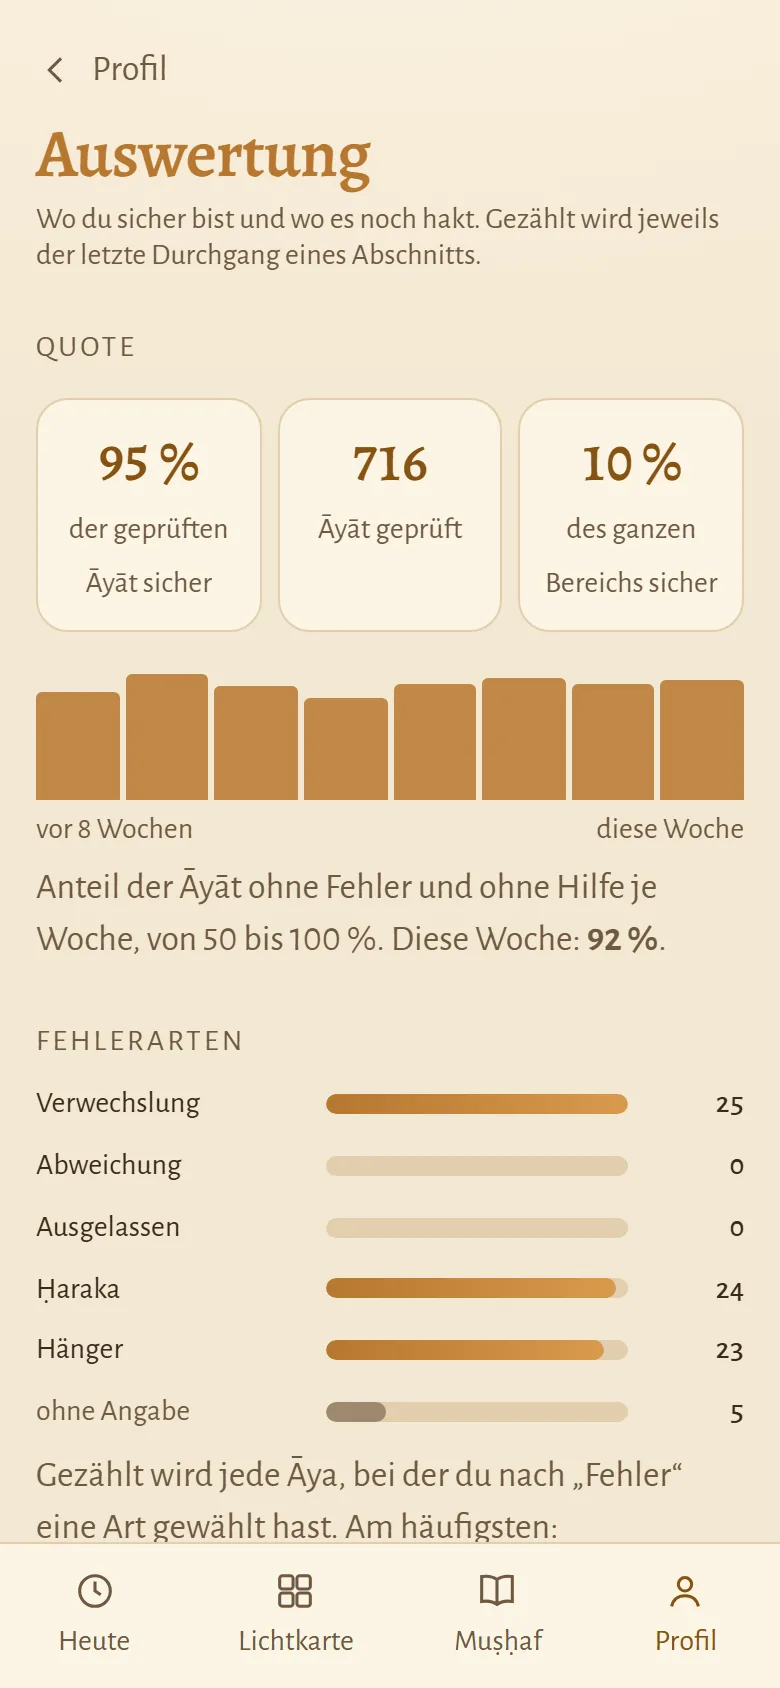 Profil
Auswertung
Wo du sicher bist und wo es noch hakt. Gezählt wird jeweils
der letzte Durchgang eines Abschnitts.
QUOTE
95 %
der geprüften
Āyāt sicher
716
Āyāt geprüft
10 %
des ganzen
Bereichs sicher
vor 8 Wochen
diese Woche
Anteil der Āyāt ohne Fehler und ohne Hilfe je
Woche, von 50 bis 100 %. Diese Woche: 92 %.
FEHLERARTEN
Verwechslung 25
Abweichung 0
Ausgelassen 0
Ḥaraka 24
Hänger 23
ohne Angabe 5
Gezählt wird jede Āya, bei der du nach „Fehler“
eine Art gewählt hast. Am häufigsten:
Heute
Lichtkarte
Muṣḥaf
Profil